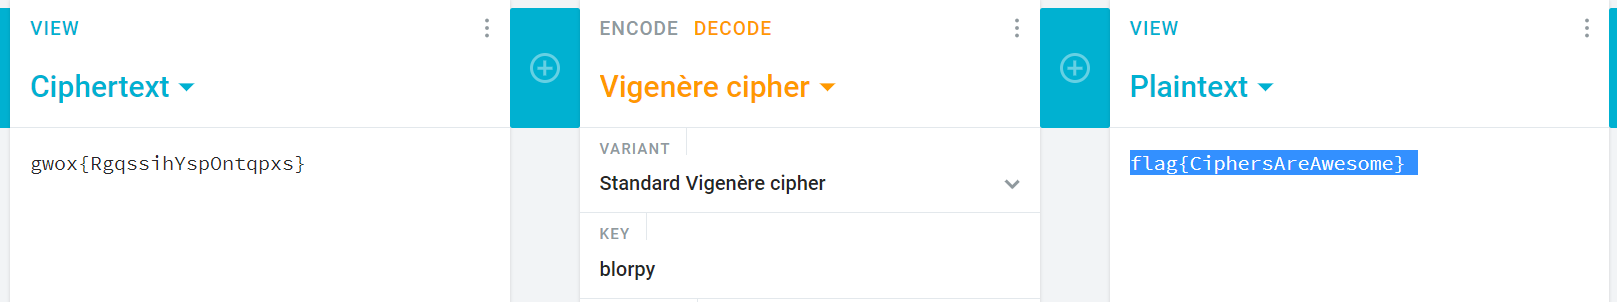 VIEW
Ciphertext
gwox{RgqssihYspOntqpxs}
ENCODE DECODE
Vigenère cipher
VARIANT
Standard Vigenère cipher
KEY
blorpy
VIEW
Plaintext
flag{CiphersAreAwesome}